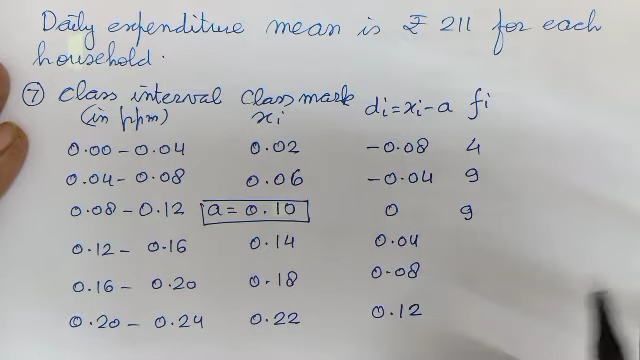 Daily expenditure mean is ₹ 211 for each
household.
⑦ Class interval Class mark di = xi - a fi
(in ppm) xi
0.00 - 0.04 0.02 -0.08 4
0.04 - 0.08 0.06 -0.04 9
0.08 - 0.12 a = 0.10 0 9
0.12 - 0.16 0.14 0.04
0.16 - 0.20 0.18 0.08
0.20 - 0.24 0.22 0.12